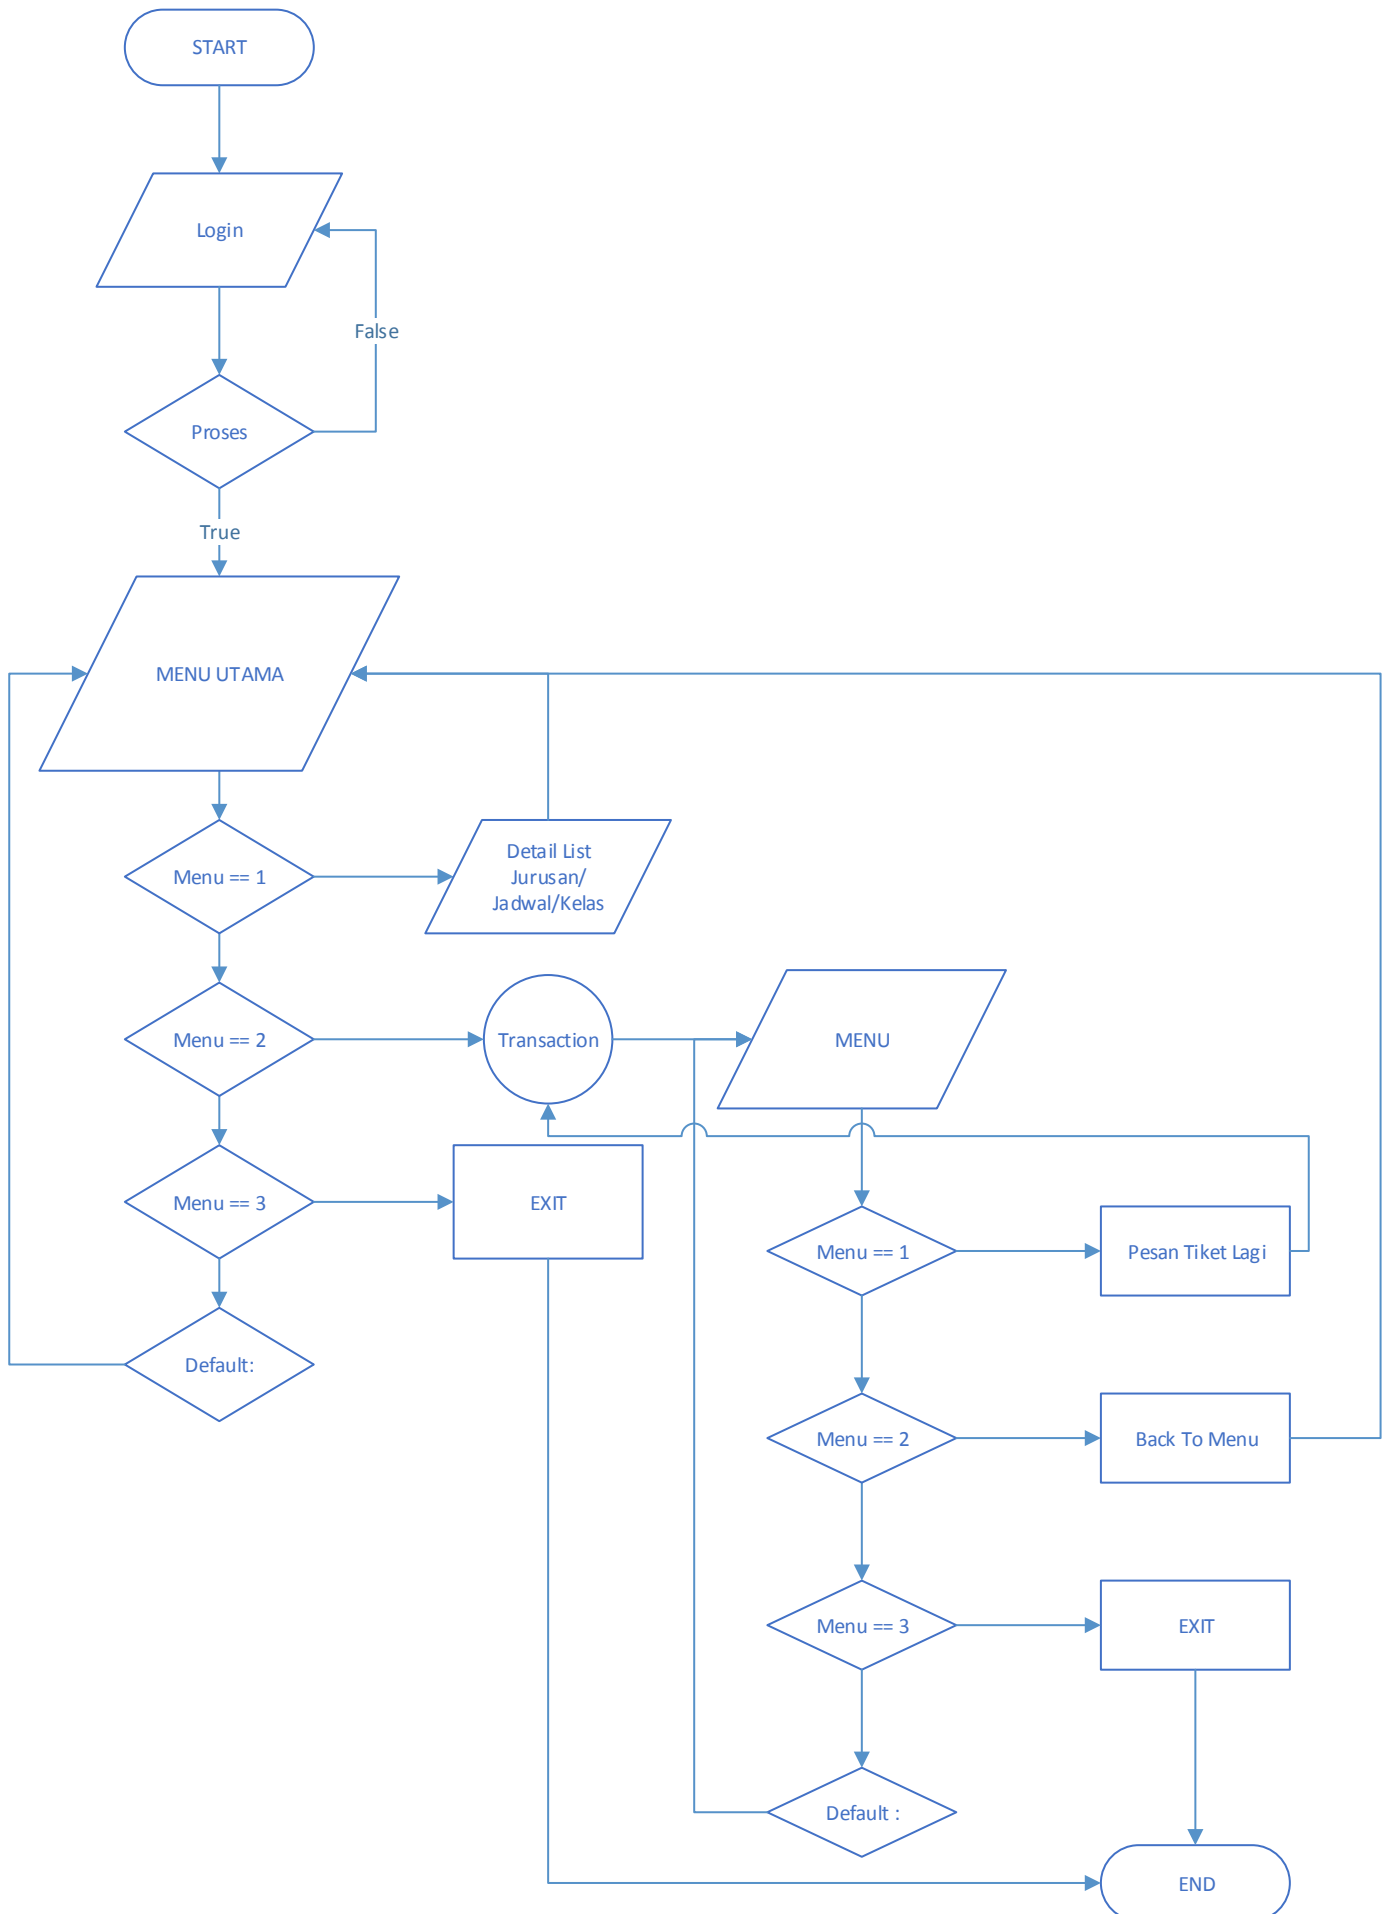 START
Login
False
Proses
True
MENU UTAMA
Menu == 1
Detail List
Jurusan/
Jadwal/Kelas
Menu == 2
Transaction
MENU
Menu == 3
EXIT
Menu == 1
Pesan Tiket Lagi
Default:
Menu == 2
Back To Menu
Menu == 3
EXIT
Default :
END